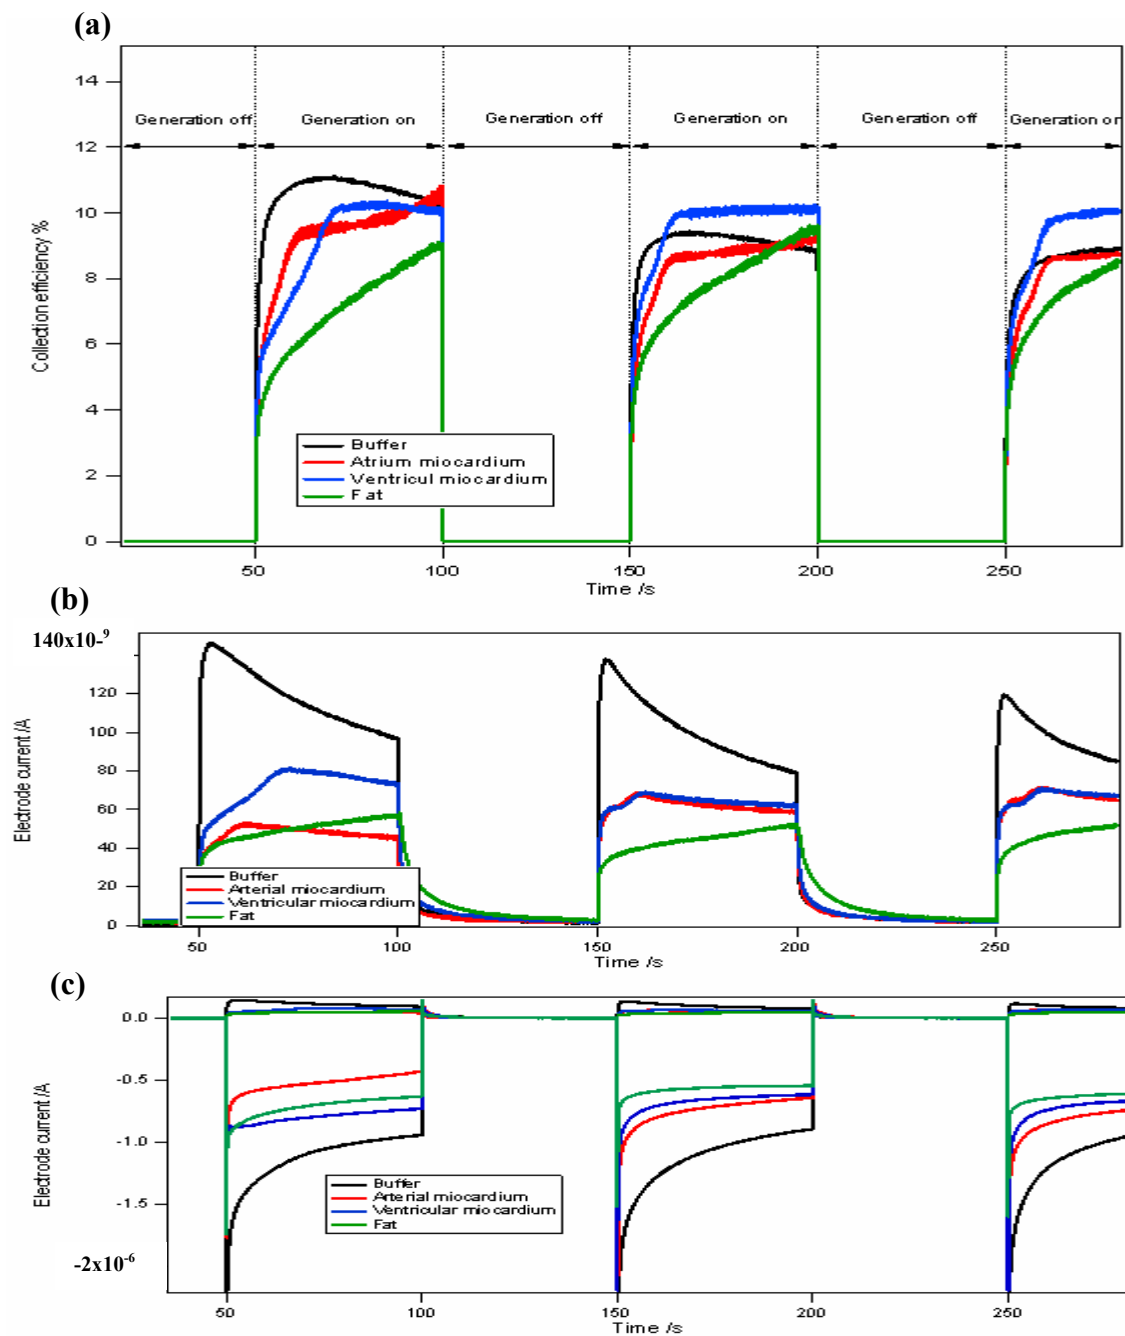 (a)
14
Generation off Generation on Generation off Generation on Generation off Generation on
12
10
8
6
4
2
0
Collection efficiency %
Buffer
Atrium miocardium
Ventricul miocardium
Fat
50 100 150 200 250
Time /s
(b)
140x10-⁹
120
100
80
60
40
20
0
Electrode current /A
Buffer
Arterial miocardium
Ventricular miocardium
Fat
50 100 150 200 250
Time /s
(c)
0.0
-0.5
-1.0
-1.5
-2x10⁻⁶
Electrode current /A
Buffer
Arterial miocardium
Ventricular miocardium
Fat
50 100 150 200 250
Time /s